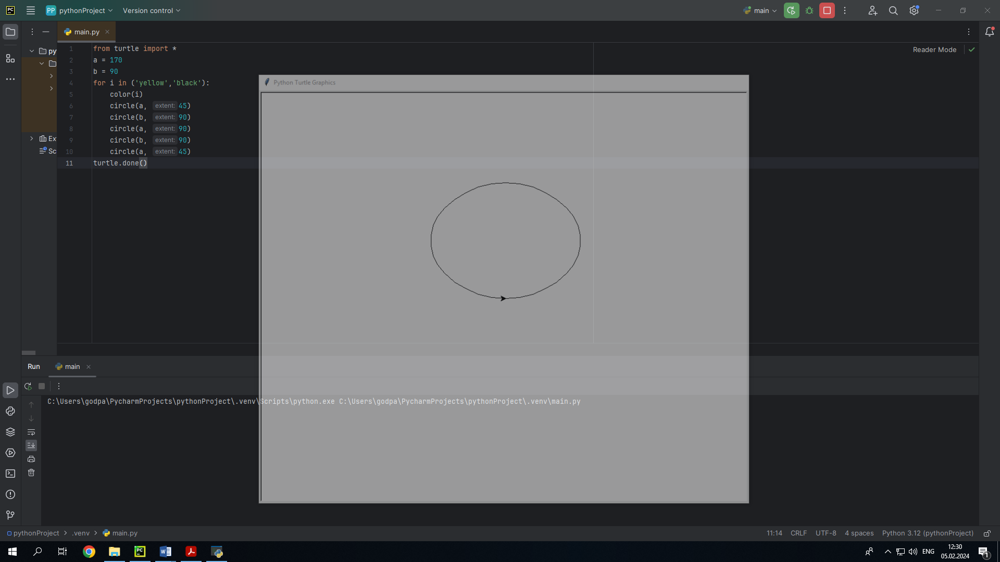 PC PP pythonProject Version control main
main.py
py
Ex
Sc
Reader Mode
1 from turtle import *
2 a = 170
3 b = 90
4 for i in ('yellow','black'):
5 color(i)
6 circle(a, extent: 45)
7 circle(b, extent: 90)
8 circle(a, extent: 90)
9 circle(b, extent: 90)
10 circle(a, extent: 45)
11 turtle.done()
Python Turtle Graphics
Run main
C:\Users\godpa\PycharmProjects\pythonProject\.venv\Scripts\python.exe C:\Users\godpa\PycharmProjects\pythonProject\.venv\main.py
pythonProject > .venv > main.py 11:14 CRLF UTF-8 4 spaces Python 3.12 (pythonProject)
PC W ENG 12:30
05.02.2024 1